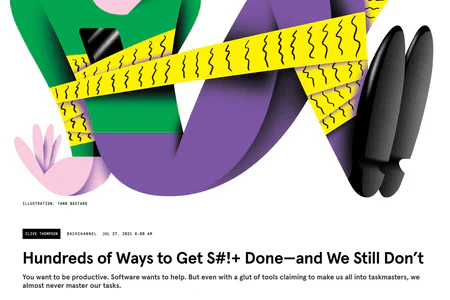 ILLUSTRATION: YANN BASTARD
CLIVE THOMPSON BACKCHANNEL JUL 27, 2021 6:00 AM
Hundreds of Ways to Get S#!+ Done—and We Still Don't
You want to be productive. Software wants to help. But even with a glut of tools claiming to make us all into taskmasters, we
almost never master our tasks.